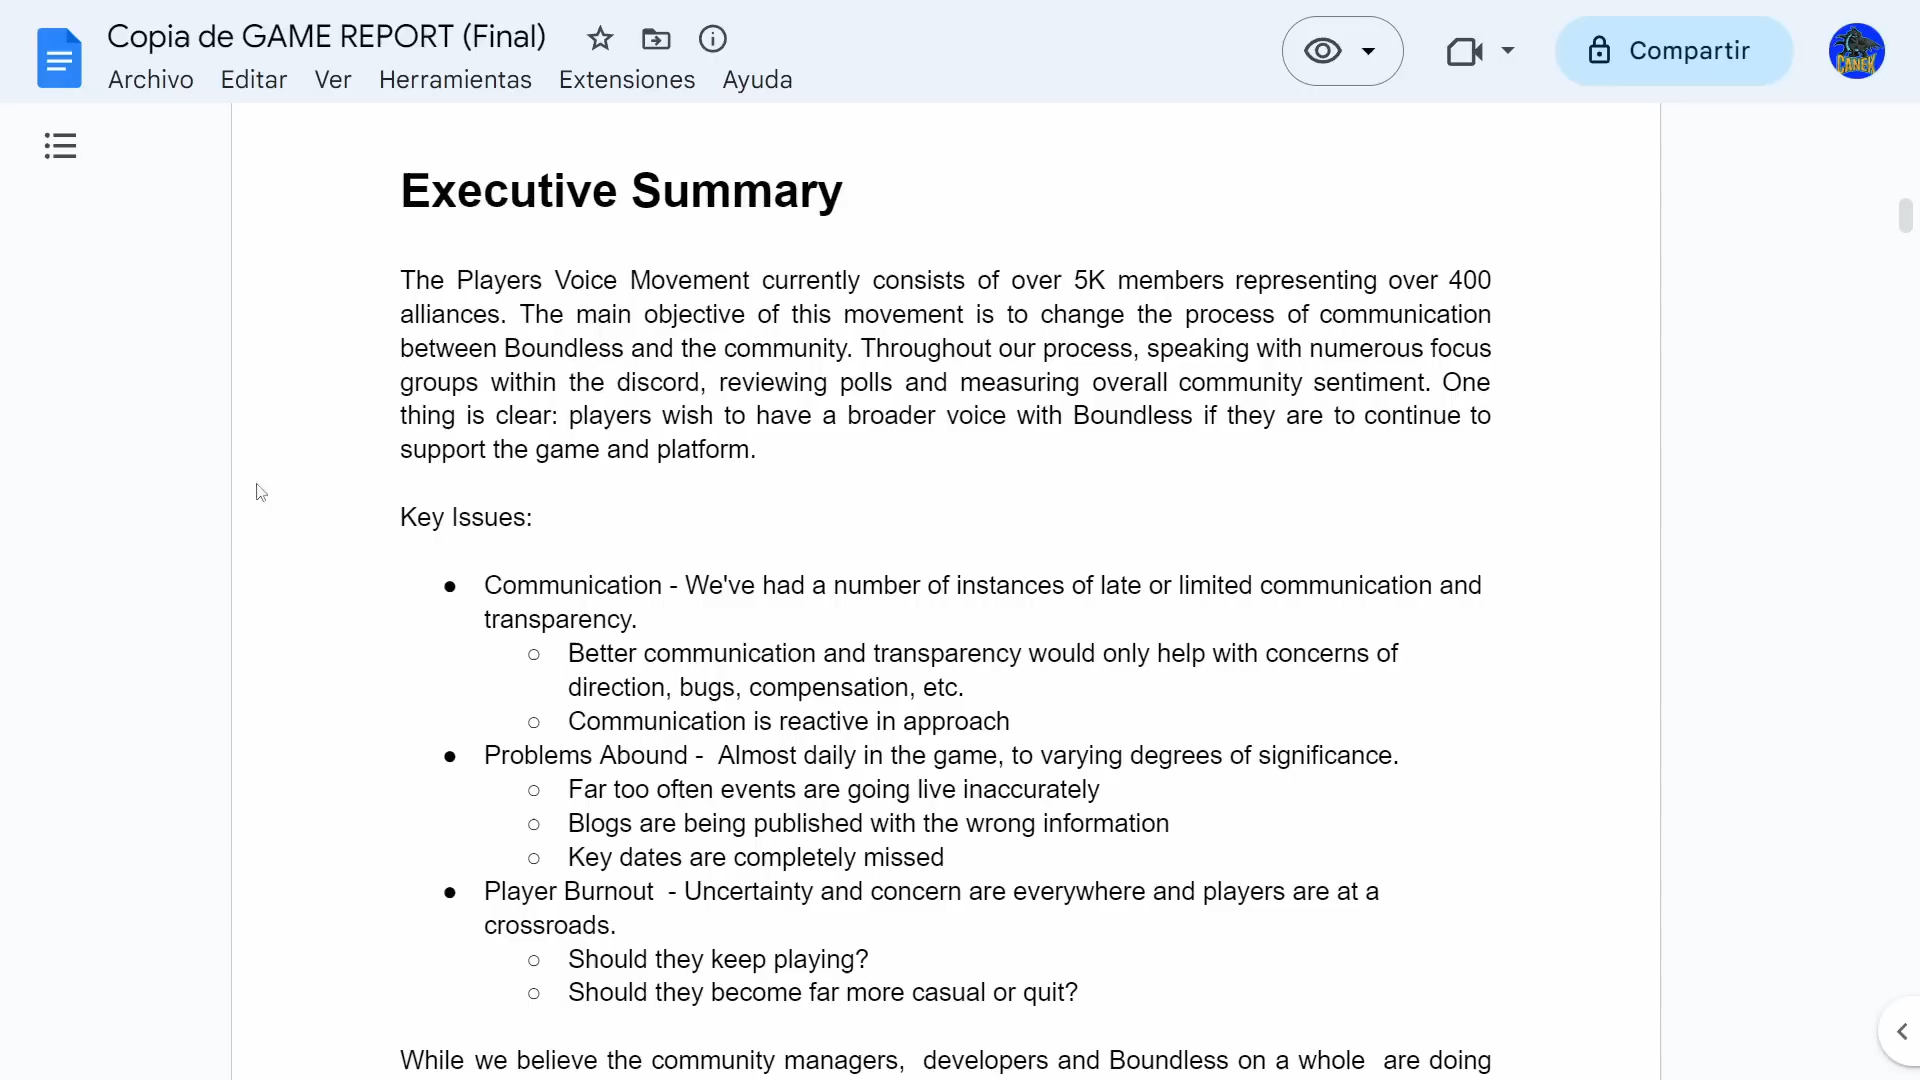 Copia de GAME REPORT (Final)
Archivo Editar Ver Herramientas Extensiones Ayuda
Compartir
CANEK
Executive Summary
The Players Voice Movement currently consists of over 5K members representing over 400
alliances. The main objective of this movement is to change the process of communication
between Boundless and the community. Throughout our process, speaking with numerous focus
groups within the discord, reviewing polls and measuring overall community sentiment. One
thing is clear: players wish to have a broader voice with Boundless if they are to continue to
support the game and platform.
Key Issues:
● Communication - We've had a number of instances of late or limited communication and
transparency.
○ Better communication and transparency would only help with concerns of
direction, bugs, compensation, etc.
○ Communication is reactive in approach
● Problems Abound -  Almost daily in the game, to varying degrees of significance.
○ Far too often events are going live inaccurately
○ Blogs are being published with the wrong information
○ Key dates are completely missed
● Player Burnout  - Uncertainty and concern are everywhere and players are at a
crossroads.
○ Should they keep playing?
○ Should they become far more casual or quit?
While we believe the community managers,  developers and Boundless on a whole  are doing